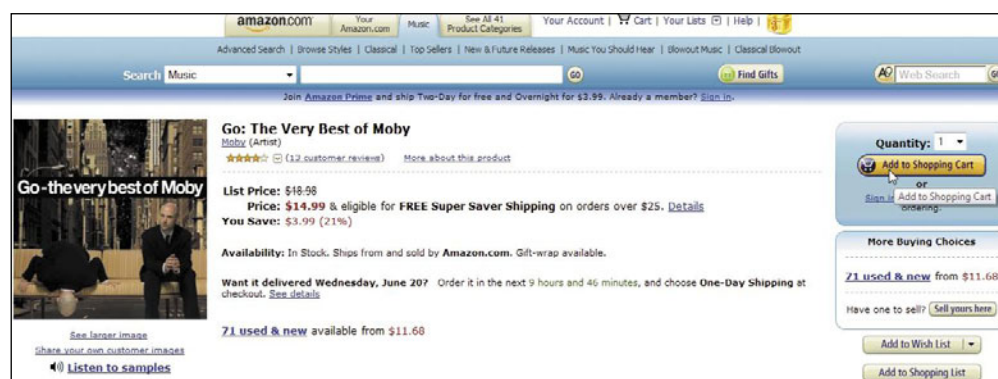 amazon.com Your Amazon.com Music See All 41 Product Categories Your Account | Cart | Your Lists | Help |
Advanced Search | Browse Styles | Classical | Top Sellers | New & Future Releases | Music You Should Hear | Blowout Music | Classical Blowout
Search Music GO Find Gifts A9 Web Search
Join Amazon Prime and ship Two-Day for free and Overnight for $3.99. Already a member? Sign in.
Go-the very best of Moby
See larger image
Share your own customer images
Listen to samples
Go: The Very Best of Moby
Moby (Artist)
(12 customer reviews) More about this product
List Price: $18.98
Price: $14.99 & eligible for FREE Super Saver Shipping on orders over $25. Details
You Save: $3.99 (21%)
Availability: In Stock. Ships from and sold by Amazon.com. Gift-wrap available.
Want it delivered Wednesday, June 20? Order it in the next 9 hours and 46 minutes, and choose One-Day Shipping at
checkout. See details
71 used & new available from $11.68
Quantity: 1
Add to Shopping Cart
or
Sign in Add to Shopping Cart
ordering.
More Buying Choices
71 used & new from $11.68
Have one to sell? Sell yours here
Add to Wish List
Add to Shopping List